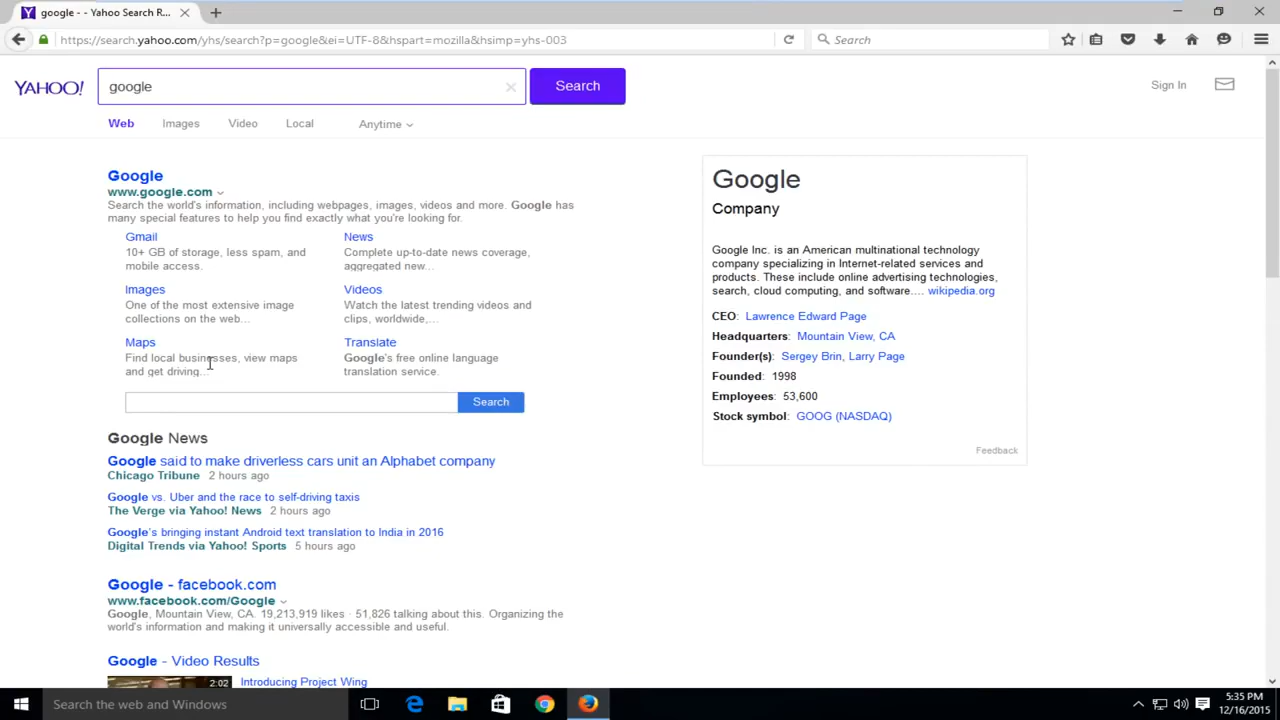 google - - Yahoo Search R...
https://search.yahoo.com/yhs/search?p=google&ei=UTF-8&hspart=mozilla&hsimp=yhs-003
Search
YAHOO!
google
Search
Sign In
Web Images Video Local Anytime
Google
www.google.com
Search the world's information, including webpages, images, videos and more. Google has
many special features to help you find exactly what you're looking for.
Gmail
10+ GB of storage, less spam, and
mobile access.
News
Complete up-to-date news coverage,
aggregated new...
Images
One of the most extensive image
collections on the web...
Videos
Watch the latest trending videos and
clips, worldwide,...
Maps
Find local businesses, view maps
and get driving...
Translate
Google's free online language
translation service.
Search
Google News
Google said to make driverless cars unit an Alphabet company
Chicago Tribune 2 hours ago
Google vs. Uber and the race to self-driving taxis
The Verge via Yahoo! News 2 hours ago
Google's bringing instant Android text translation to India in 2016
Digital Trends via Yahoo! Sports 5 hours ago
Google - facebook.com
www.facebook.com/Google
Google, Mountain View, CA. 19,213,919 likes · 51,826 talking about this. Organizing the
world's information and making it universally accessible and useful.
Google - Video Results
2:02
Introducing Project Wing
Google
Company
Google Inc. is an American multinational technology
company specializing in Internet-related services and
products. These include online advertising technologies,
search, cloud computing, and software.... wikipedia.org
CEO: Lawrence Edward Page
Headquarters: Mountain View, CA
Founder(s): Sergey Brin, Larry Page
Founded: 1998
Employees: 53,600
Stock symbol: GOOG (NASDAQ)
Feedback
Search the web and Windows
5:35 PM
12/16/2015